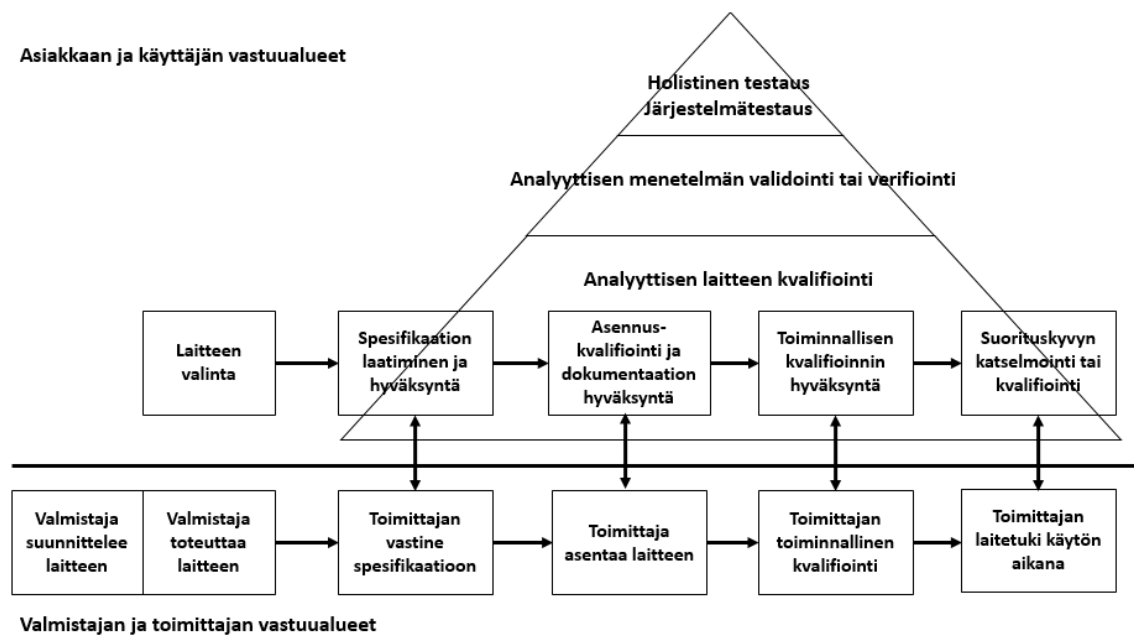 Asiakkaan ja käyttäjän vastuualueet
Holistinen testaus
Järjestelmätestaus
Analyyttisen menetelmän validointi tai verifiointi
Analyyttisen laitteen kvalifiointi
Laitteen
valinta
Spesifikaation
laatiminen ja
hyväksyntä
Asennus-
kvalifiointi ja
dokumentaation
hyväksyntä
Toiminnallisen
kvalifioinnin
hyväksyntä
Suorituskyvyn
katselmointi tai
kvalifiointi
Valmistaja
suunnittelee
laitteen
Valmistaja
toteuttaa
laitteen
Toimittajan
vastine
spesifikaatioon
Toimittaja
asentaa laitteen
Toimittajan
toiminnallinen
kvalifiointi
Toimittajan
laitetuki käytön
aikana
Valmistajan ja toimittajan vastuualueet